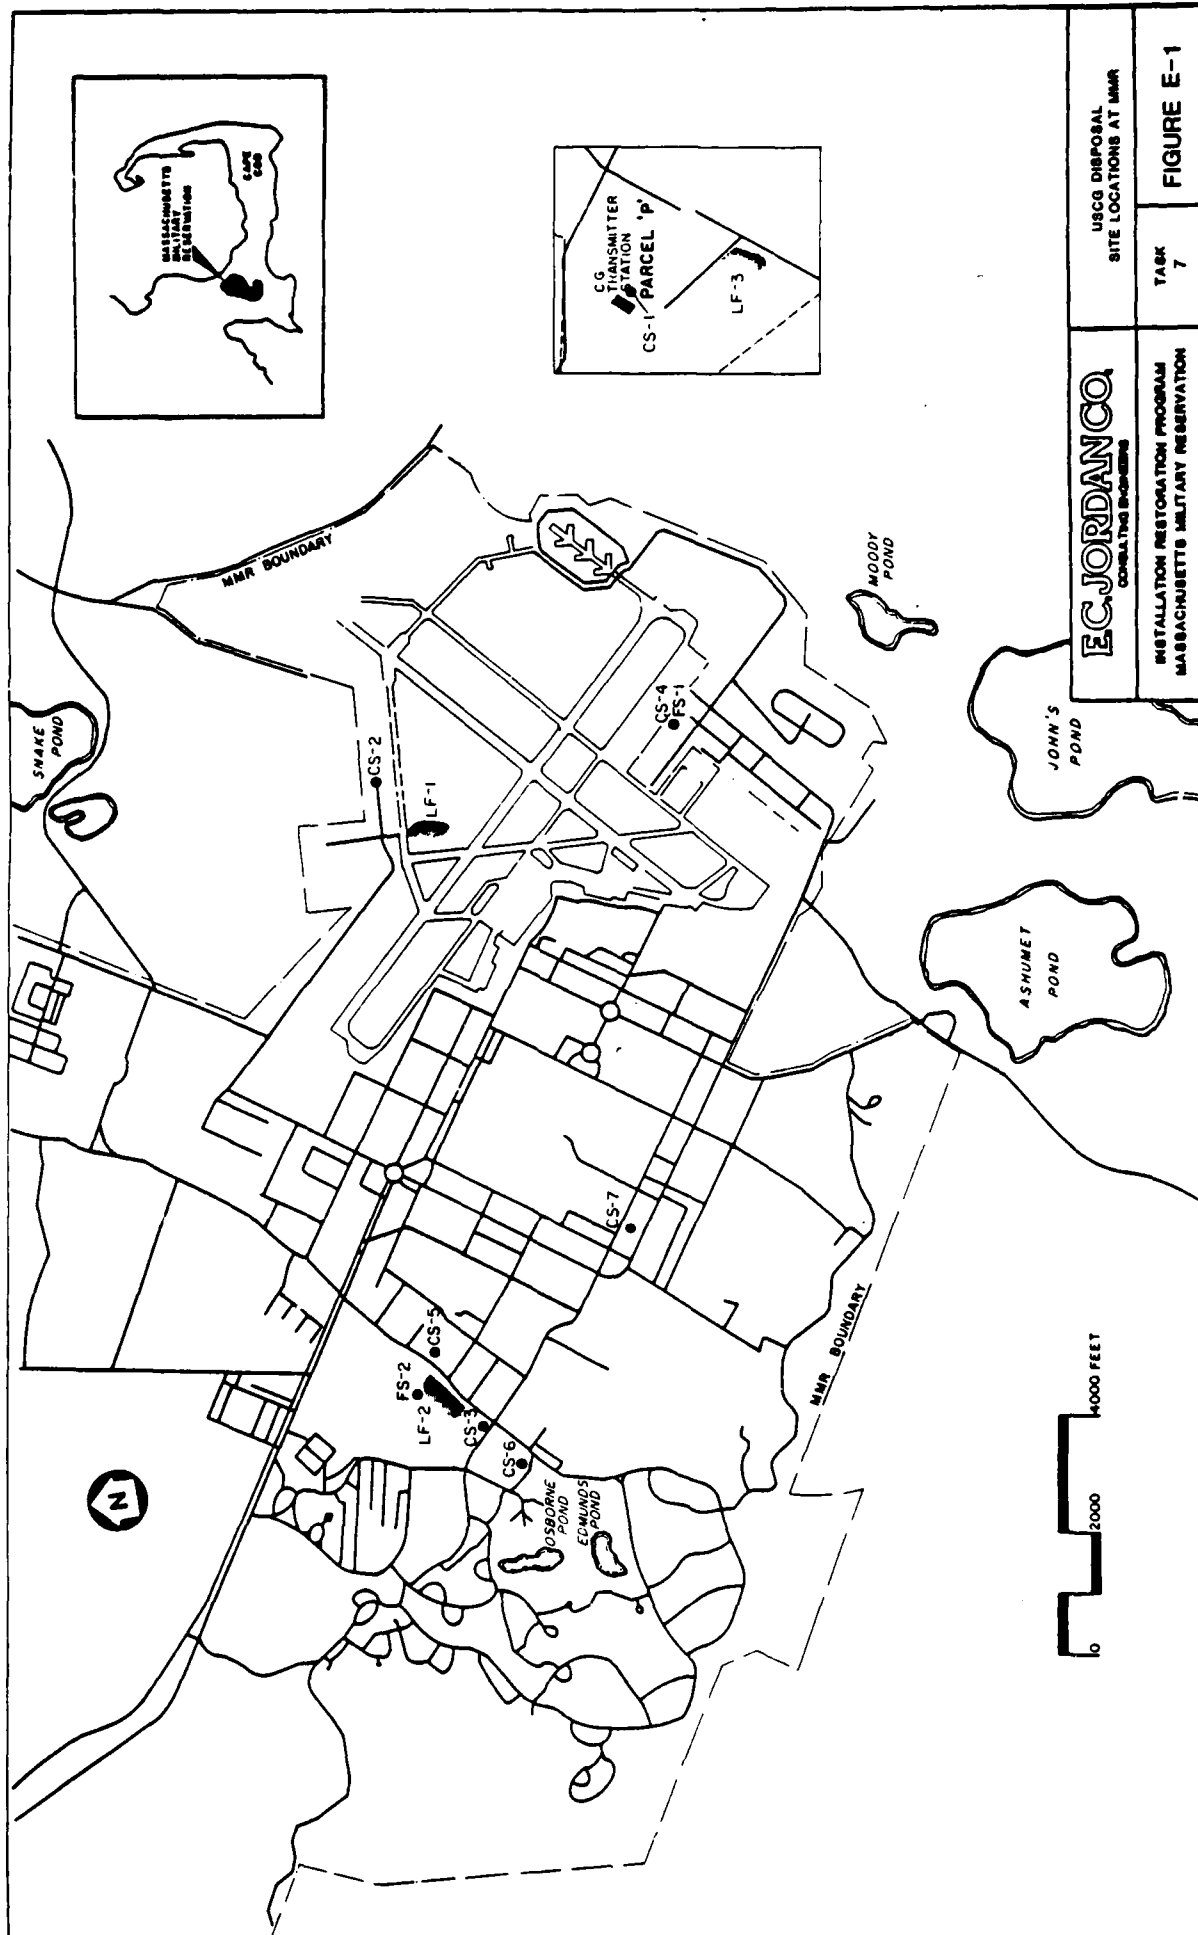 MASSACHUSETTS
MILITARY
RESERVATION
CAPE
COD
CG
TRANSMITTER
STATION
PARCEL 'P'
CS-1
LF-3
SNAKE
POND
MMR BOUNDARY
CS-2
LF-1
CS-4
FS-1
MOODY
POND
JOHN'S
POND
ASHUMET
POND
CS-7
CS-5
FS-2
LF-2
CS-3
CS-6
OSBORNE
POND
EDMUNDS
POND
MMR BOUNDARY
N
0
2000
4000 FEET
E.C.JORDAN CO.
CONSULTING ENGINEERS
INSTALLATION RESTORATION PROGRAM
MASSACHUSETTS MILITARY RESERVATION
USCG DISPOSAL
SITE LOCATIONS AT MMR
TASK
7
FIGURE E-1